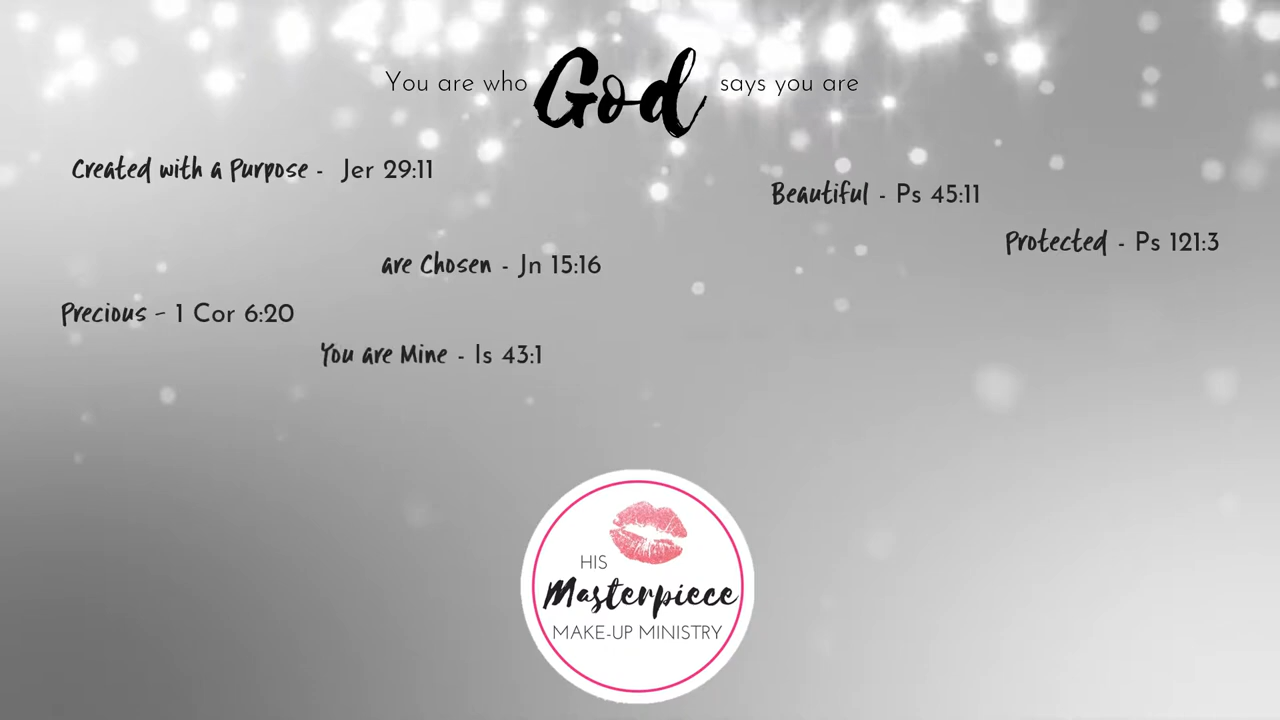 You are who God says you are
Created with a Purpose - Jer 29:11
Beautiful - Ps 45:11
Protected - Ps 121:3
are Chosen - Jn 15:16
Precious - 1 Cor 6:20
You are Mine - Is 43:1
HIS
Masterpiece
MAKE-UP MINISTRY